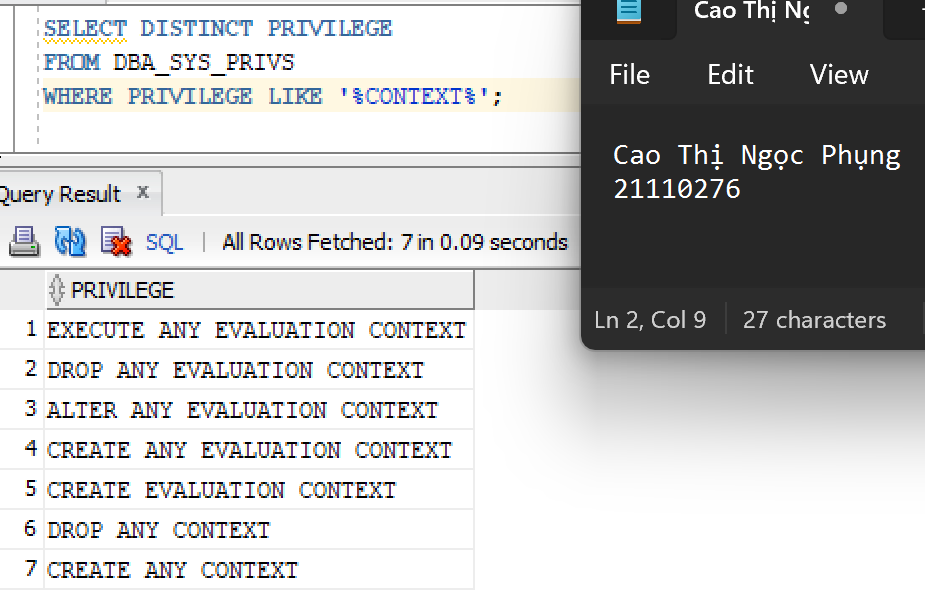 SELECT DISTINCT PRIVILEGE
FROM DBA_SYS_PRIVS
WHERE PRIVILEGE LIKE '%CONTEXT%';
Query Result x
SQL | All Rows Fetched: 7 in 0.09 seconds
PRIVILEGE
1 EXECUTE ANY EVALUATION CONTEXT
2 DROP ANY EVALUATION CONTEXT
3 ALTER ANY EVALUATION CONTEXT
4 CREATE ANY EVALUATION CONTEXT
5 CREATE EVALUATION CONTEXT
6 DROP ANY CONTEXT
7 CREATE ANY CONTEXT
Cao Thị
File Edit View
Cao Thị Ngọc Phụng
21110276
Ln 2, Col 9 27 characters